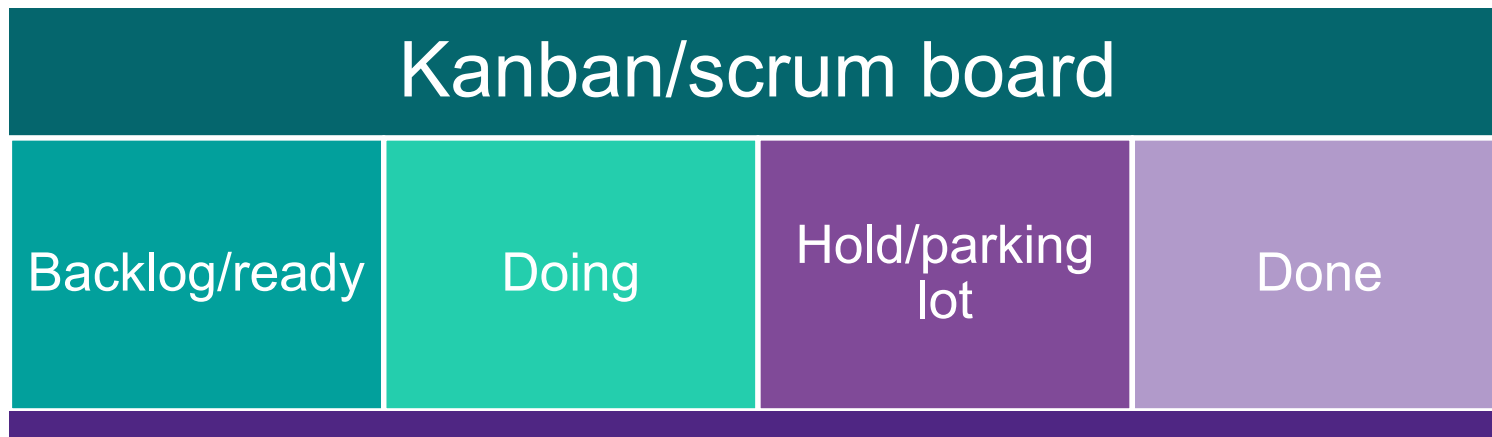 Kanban/scrum board
Backlog/ready
Doing
Hold/parking
lot
Done